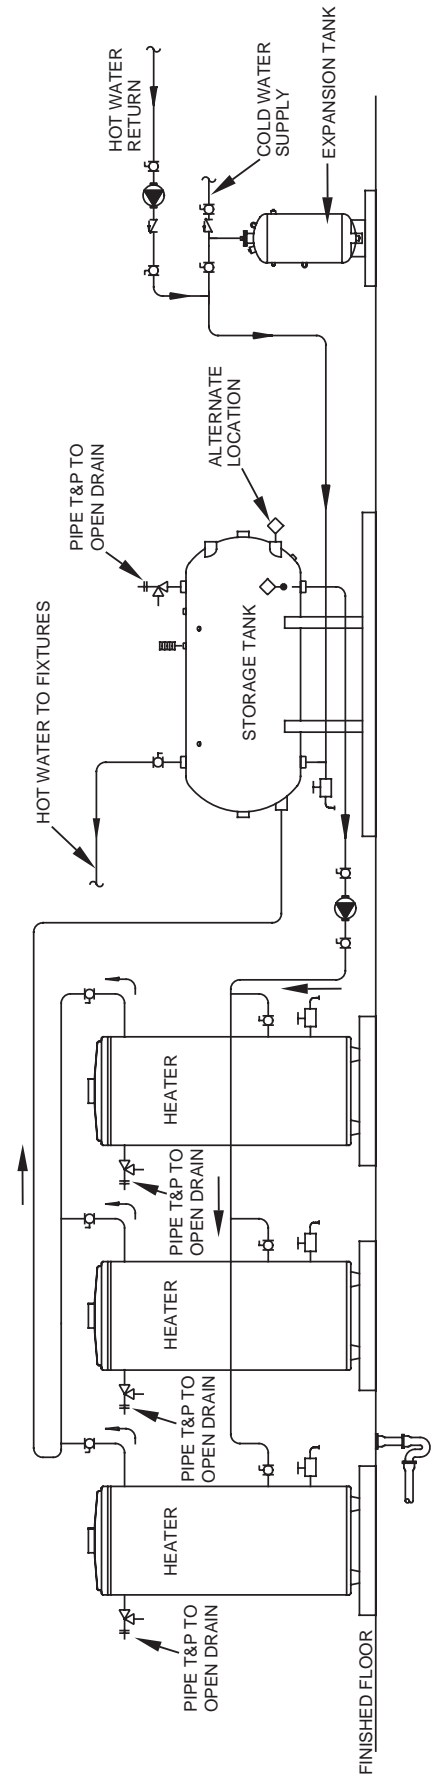 PIPE T&P TO
OPEN DRAIN
HEATER
PIPE T&P TO
OPEN DRAIN
HEATER
PIPE T&P TO
OPEN DRAIN
HEATER
HOT WATER TO FIXTURES
PIPE T&P TO
OPEN DRAIN
STORAGE TANK
ALTERNATE
LOCATION
HOT WATER
RETURN
COLD WATER
SUPPLY
EXPANSION TANK
FINISHED FLOOR